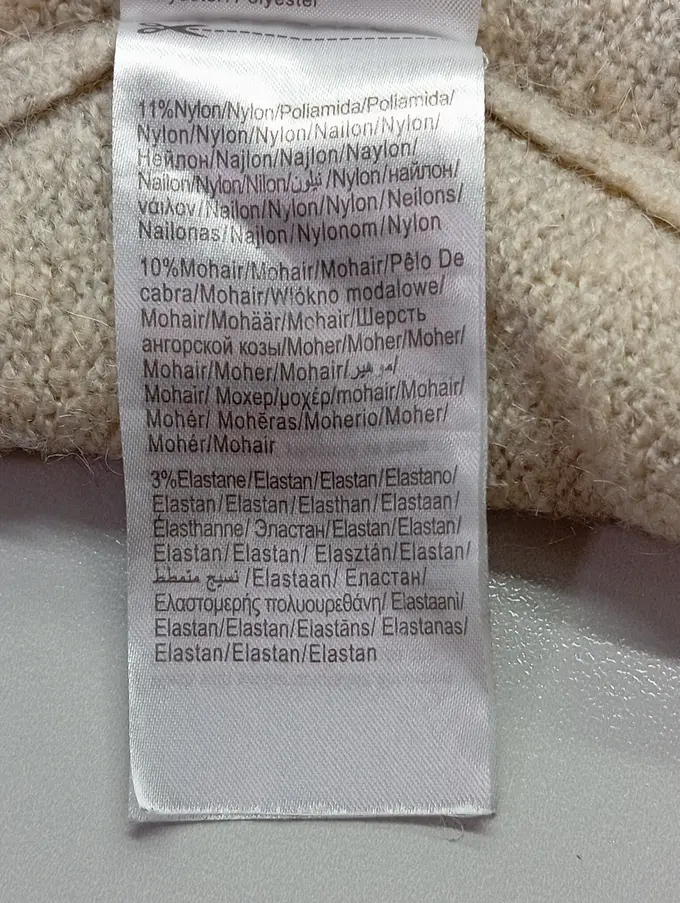 Polyester
11%Nylon/Nylon/Poliamida/Poliamida/
Nylon/Nylon/Nylon/Nailon/Nylon/
Нейлон/Najlon/Najlon/Naylon/
Nailon/Nylon/Nilon/نيلون/Nylon/найлон/
νάιλον/Nailon/Nylon/Nylon/Neilons/
Nailonas/Najlon/Nylonom/Nylon
10%Mohair/Mohair/Mohair/Pêlo De
cabra/Mohair/Włókno modalowe/
Mohair/Mohäär/Mohair/Шерсть
ангорской козы/Moher/Moher/Moher/
Mohair/Moher/Mohair/موهير/
Mohair/ Мохер/μοχέρ/mohair/Mohair/
Mohér/ Mohēras/Moherio/Moher/
Mohér/Mohair
3%Elastane/Elastan/Elastan/Elastano/
Elastan/Elastan/Elasthan/Elastaan/
Élasthanne/ Эластан/Elastan/Elastan/
Elastan/Elastan/ Elasztán/Elastan/
نسيج متمطط /Elastaan/ Еластан/
Ελαστομερής πολυουρεθάνη/ Elastaani/
Elastan/Elastan/Elastāns/ Elastanas/
Elastan/Elastan/Elastan